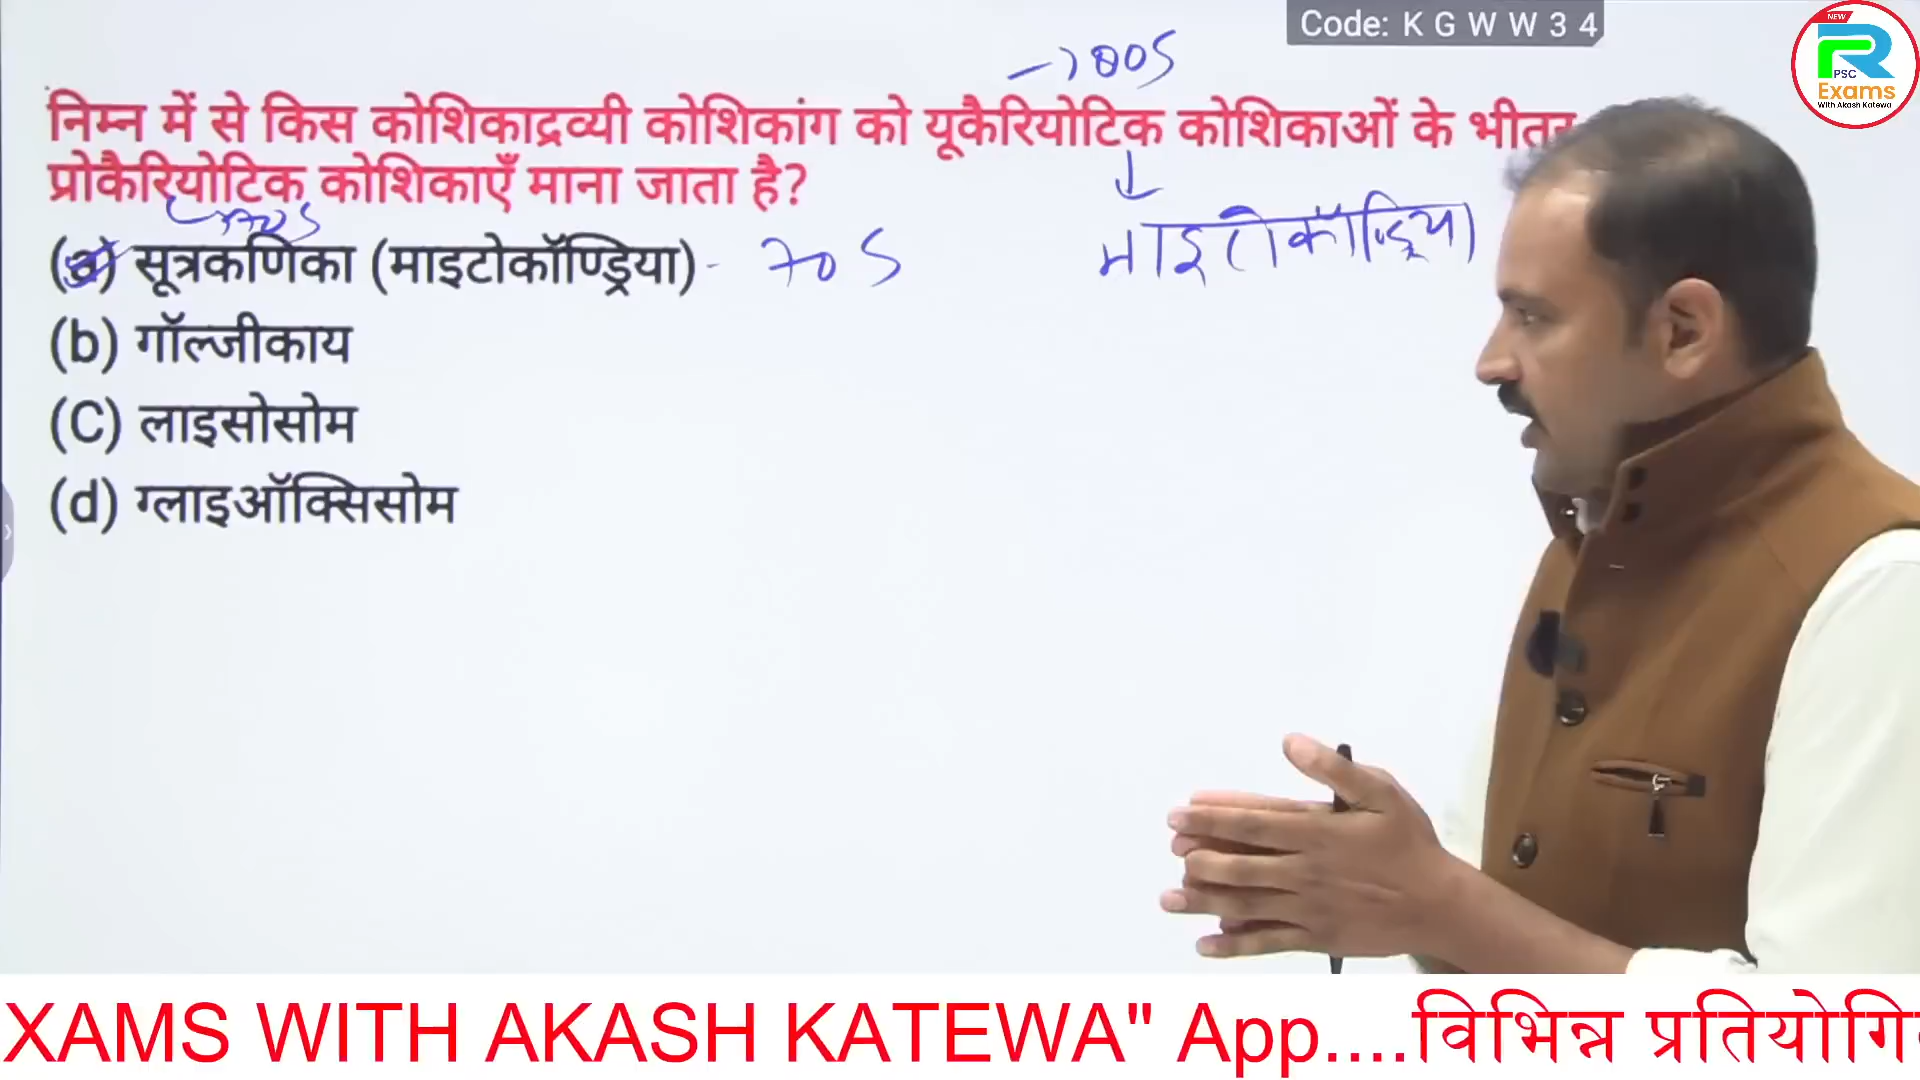 Code: K G W W 3 4
NEW
PSC
Exams
With Akash Katewa
→ 80S
निम्न में से किस कोशिकाद्रव्यी कोशिकांग को यूकैरियोटिक कोशिकाओं के भीतर
प्रोकैरियोटिक कोशिकाएँ माना जाता है?
↓
माइटोकॉण्ड्रिया
→70S
(a) सूत्रकणिका (माइटोकॉण्ड्रिया) - 70S
(b) गॉल्जीकाय
(C) लाइसोसोम
(d) ग्लाइऑक्सिसोम
XAMS WITH AKASH KATEWA" App....विभिन्न प्रतियोगि